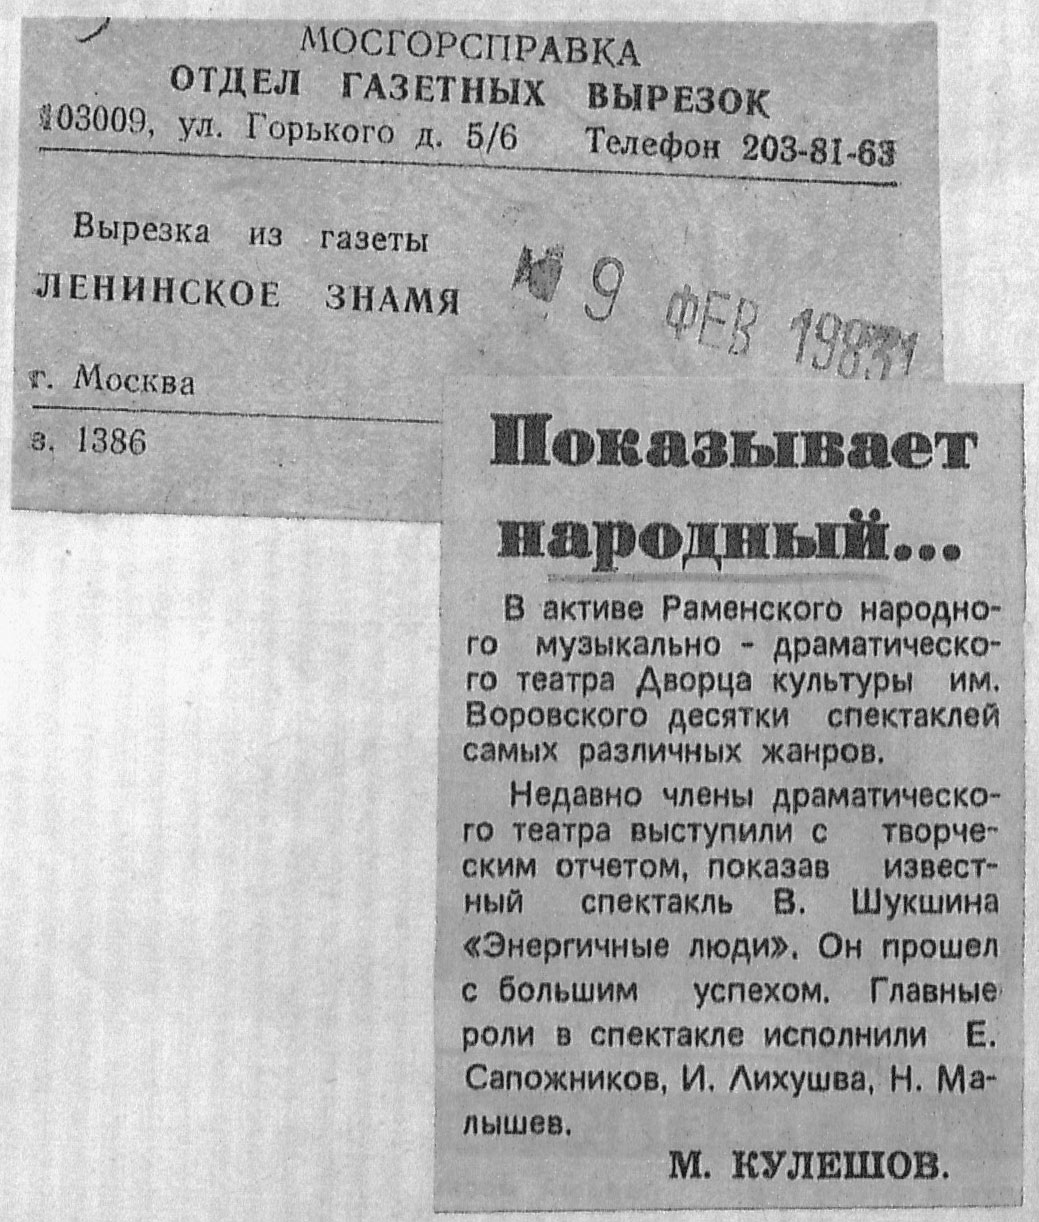 МОСГОРСПРАВКА
ОТДЕЛ ГАЗЕТНЫХ ВЫРЕЗОК
103009, ул. Горького д. 5/6 Телефон 203-81-63
Вырезка из газеты
ЛЕНИНСКОЕ ЗНАМЯ
9 ФЕВ
г. Москва
з. 1386
Показывает
народный...
В активе Раменского народно-
го музыкально - драматическо-
го театра Дворца культуры им.
Воровского десятки спектаклей
самых различных жанров.
Недавно члены драматическо-
го театра выступили с творче-
ским отчетом, показав извест-
ный спектакль В. Шукшина
«Энергичные люди». Он прошел
с большим успехом. Главные
роли в спектакле исполнили Е.
Сапожников, И. Лихушва, Н. Ма-
лышев.
М. КУЛЕШОВ.